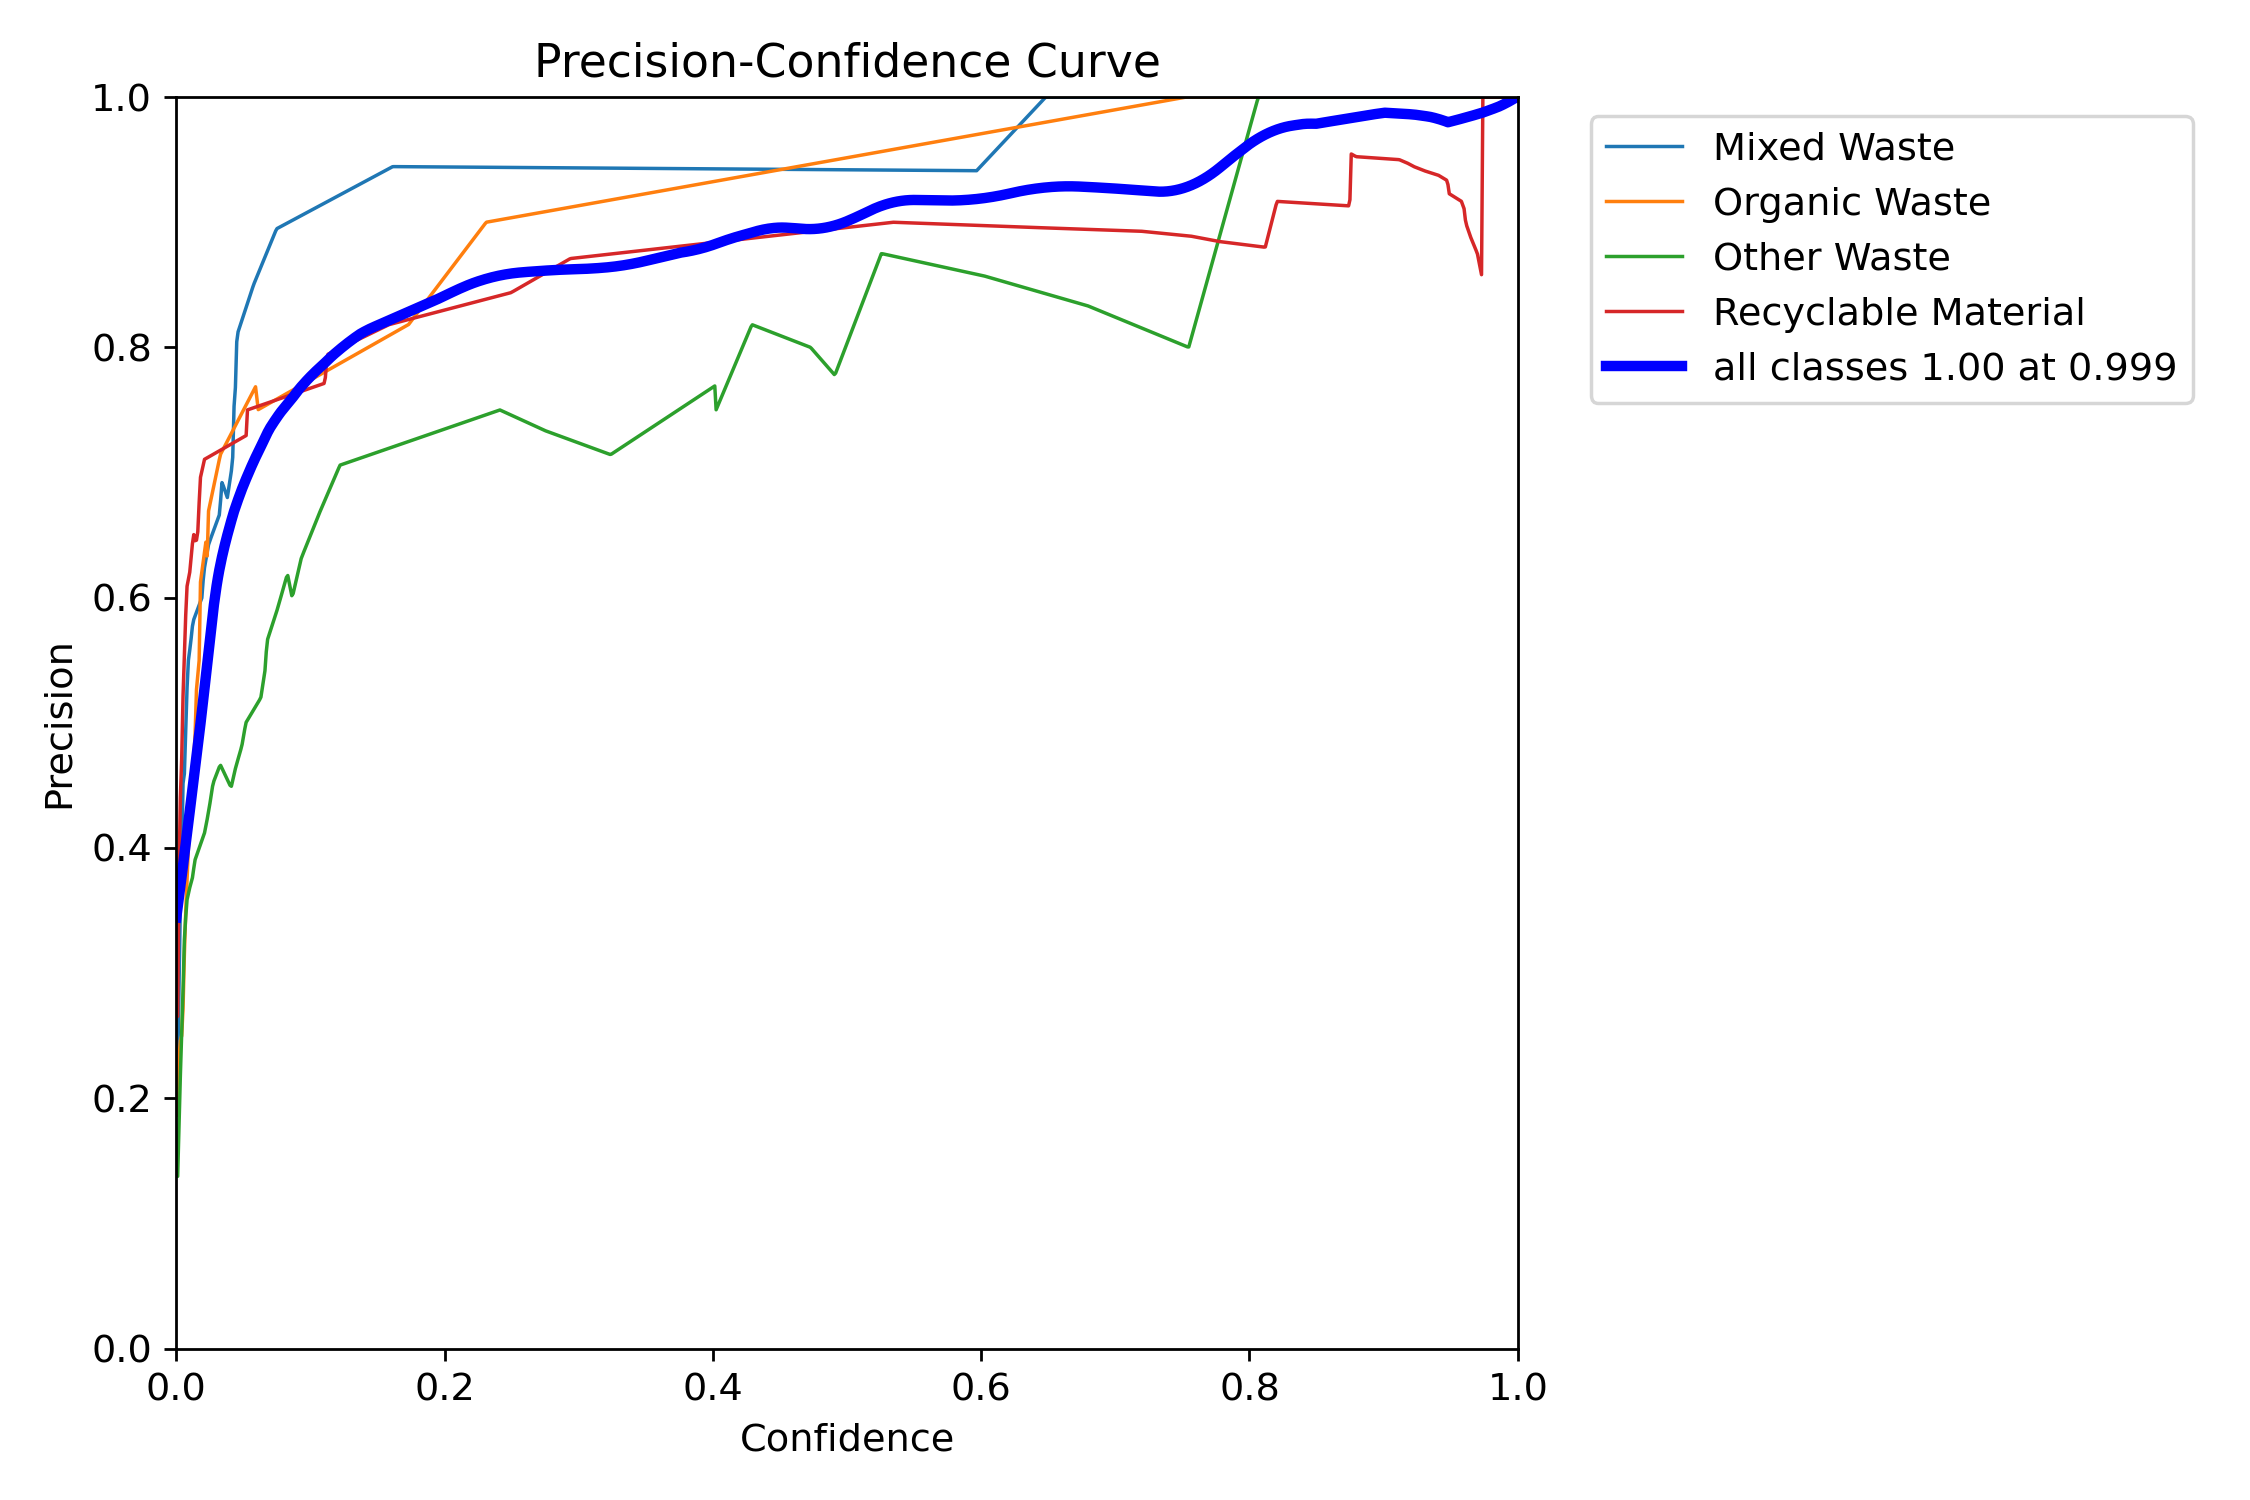 Precision-Confidence Curve
1.0
0.8
0.6
0.4
0.2
0.0
Precision
0.0 0.2 0.4 0.6 0.8 1.0
Confidence
Mixed Waste
Organic Waste
Other Waste
Recyclable Material
all classes 1.00 at 0.999